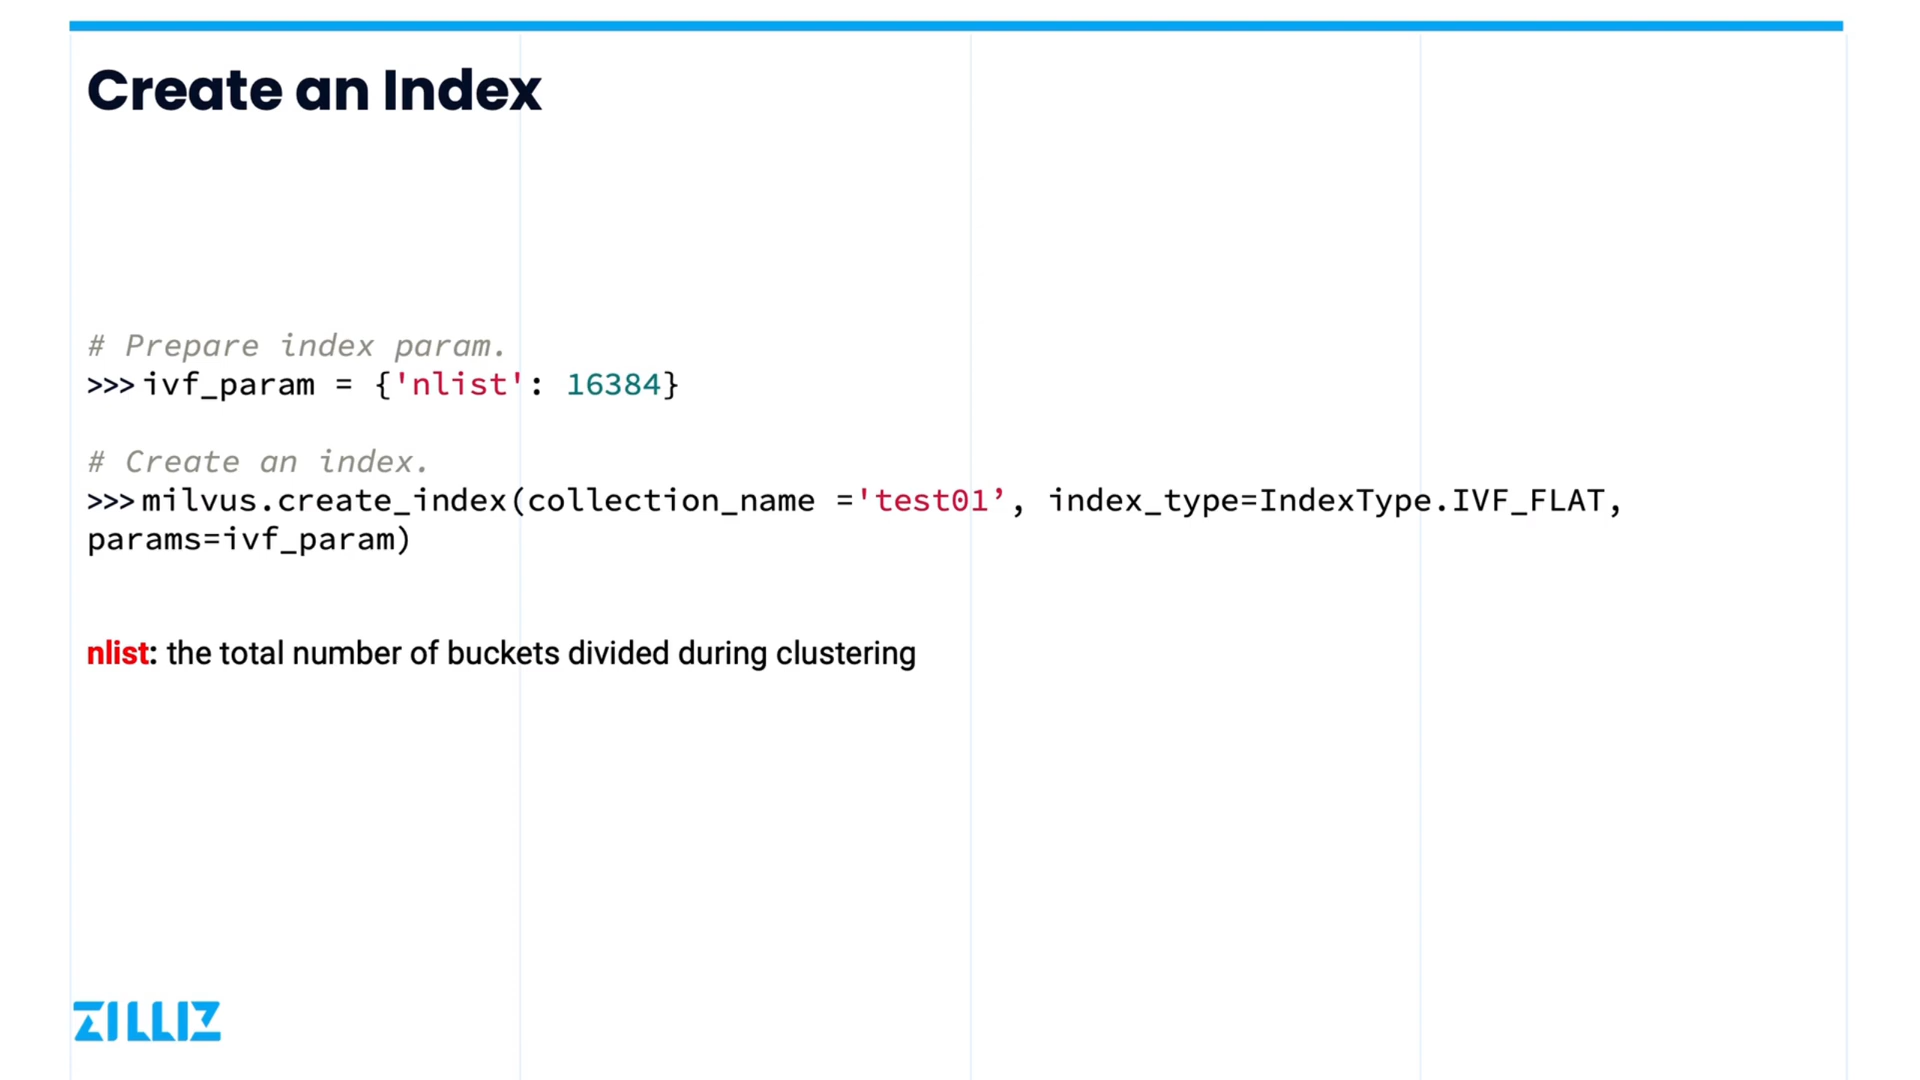 Create an Index
# Prepare index param.
>>> ivf_param = {'nlist': 16384}
# Create an index.
>>> milvus.create_index(collection_name ='test01’, index_type=IndexType.IVF_FLAT,
params=ivf_param)
nlist: the total number of buckets divided during clustering
ZILLIZ